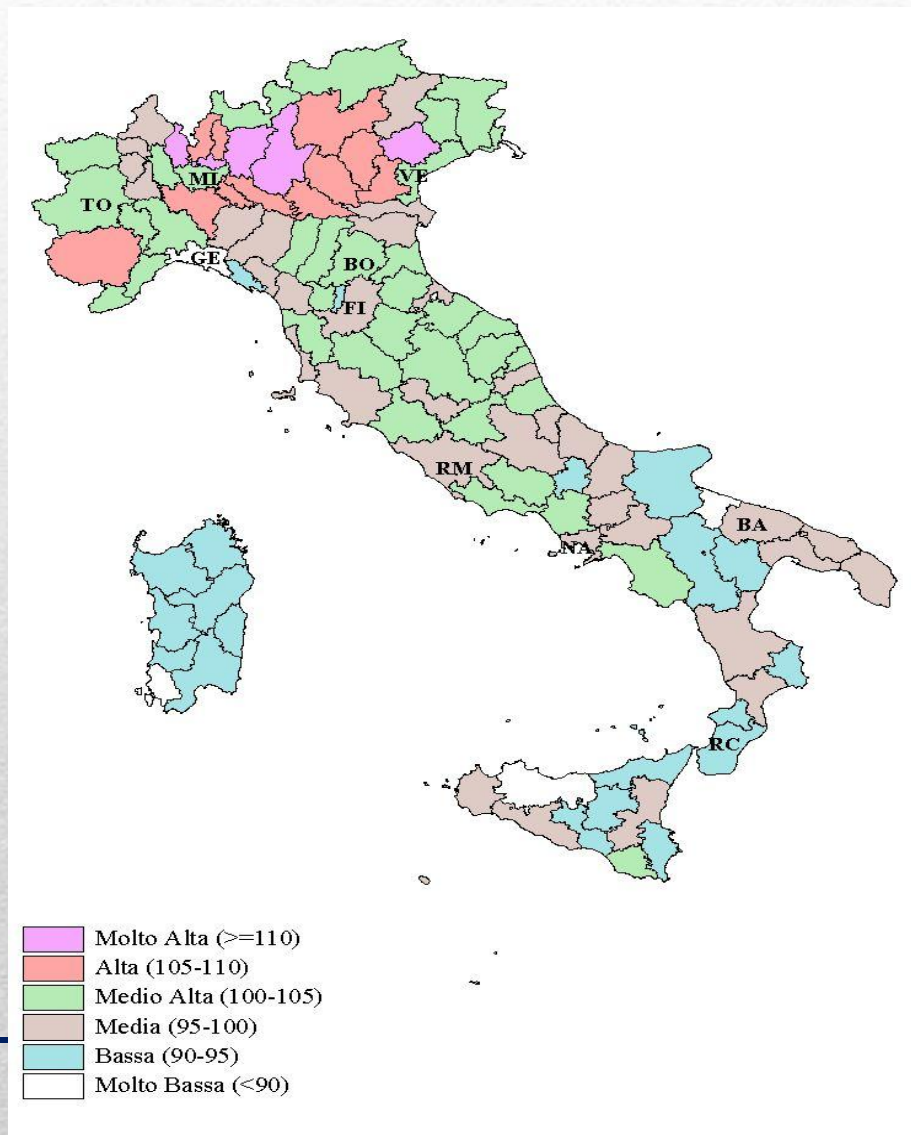 MI
VE
TO
GE
BO
FI
RM
BA
NA
RC
Molto Alta (>=110)
Alta (105-110)
Medio Alta (100-105)
Media (95-100)
Bassa (90-95)
Molto Bassa (<90)